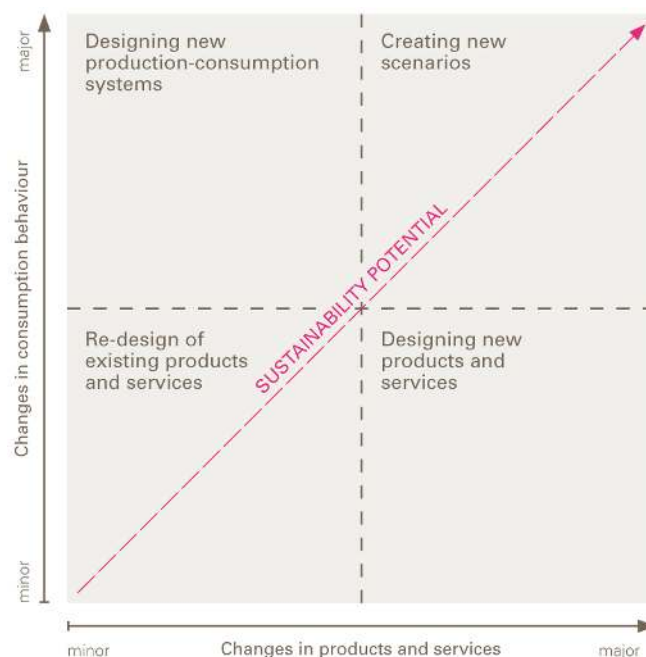 major
Designing new
production-consumption
systems
Creating new
scenarios
Changes in consumption behaviour
SUSTAINABILITY POTENTIAL
Re-design of
existing products
and services
Designing new
products and
services
minor
minor
Changes in products and services
major